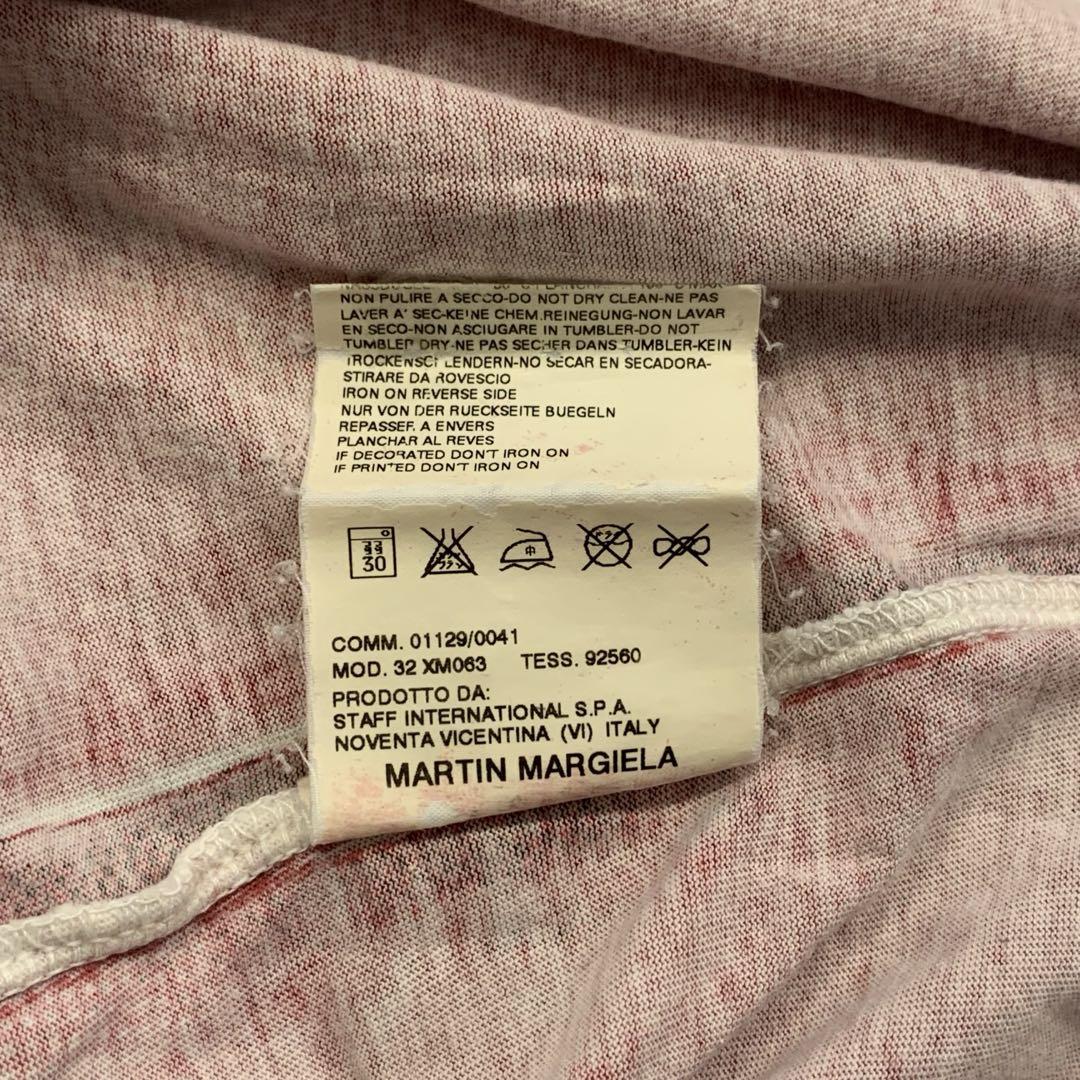 NON PULIRE A SECCO-DO NOT DRY CLEAN-NE PAS
LAVER A' SEC-KEINE CHEM.REINEGUNG-NON LAVAR
EN SECO-NON ASCIUGARE IN TUMBLER-DO NOT
TUMBLER DRY-NE PAS SECHER DANS TUMBLER-KEIN
TROCKENSCHLENDERN-NO SECAR EN SECADORA-
STIRARE DA ROVESCIO
IRON ON REVERSE SIDE
NUR VON DER RUECKSEITE BUEGELN
REPASSER A ENVERS
PLANCHAR AL REVES
IF DECORATED DON'T IRON ON
IF PRINTED DON'T IRON ON
30
COMM. 01129/0041
MOD. 32 XM063 TESS. 92560
PRODOTTO DA:
STAFF INTERNATIONAL S.P.A.
NOVENTA VICENTINA (VI) ITALY
MARTIN MARGIELA